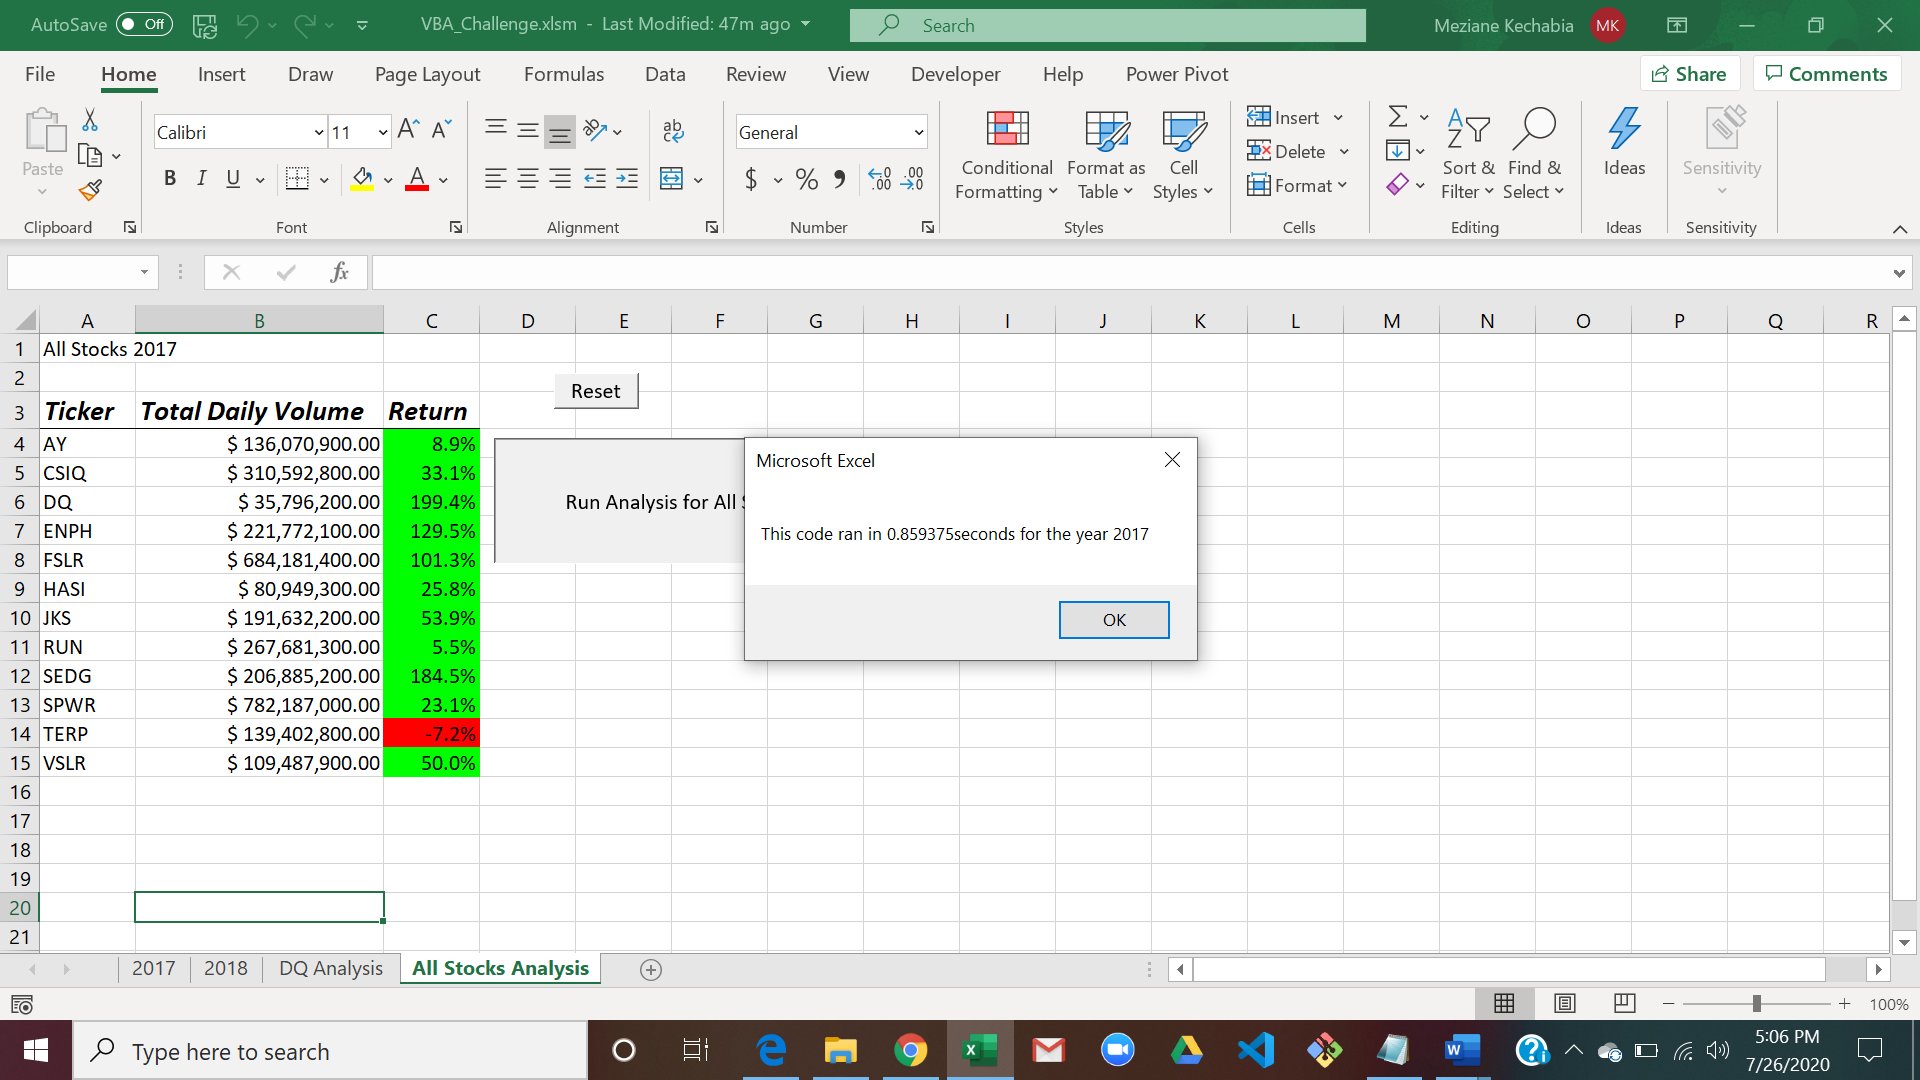 AutoSave Off VBA_Challenge.xlsm - Last Modified: 47m ago Search Meziane Kechabia MK
File Home Insert Draw Page Layout Formulas Data Review View Developer Help Power Pivot Share Comments
Paste
Calibri 11
General
Conditional Formatting
Format as Table
Cell Styles
Insert
Delete
Format
Sort & Filter
Find & Select
Ideas
Sensitivity
Clipboard Font Alignment Number Styles Cells Editing Ideas Sensitivity
fx
A B C D E F G H I J K L M N O P Q R
1 All Stocks 2017
2
Reset
3 Ticker Total Daily Volume Return
4 AY $ 136,070,900.00 8.9%
5 CSIQ $ 310,592,800.00 33.1%
6 DQ $ 35,796,200.00 199.4%
7 ENPH $ 221,772,100.00 129.5%
8 FSLR $ 684,181,400.00 101.3%
9 HASI $ 80,949,300.00 25.8%
10 JKS $ 191,632,200.00 53.9%
11 RUN $ 267,681,300.00 5.5%
12 SEDG $ 206,885,200.00 184.5%
13 SPWR $ 782,187,000.00 23.1%
14 TERP $ 139,402,800.00 -7.2%
15 VSLR $ 109,487,900.00 50.0%
16
17
18
19
20
21
Run Analysis for All
Microsoft Excel
This code ran in 0.859375seconds for the year 2017
OK
2017 2018 DQ Analysis All Stocks Analysis
100%
Type here to search
5:06 PM
7/26/2020